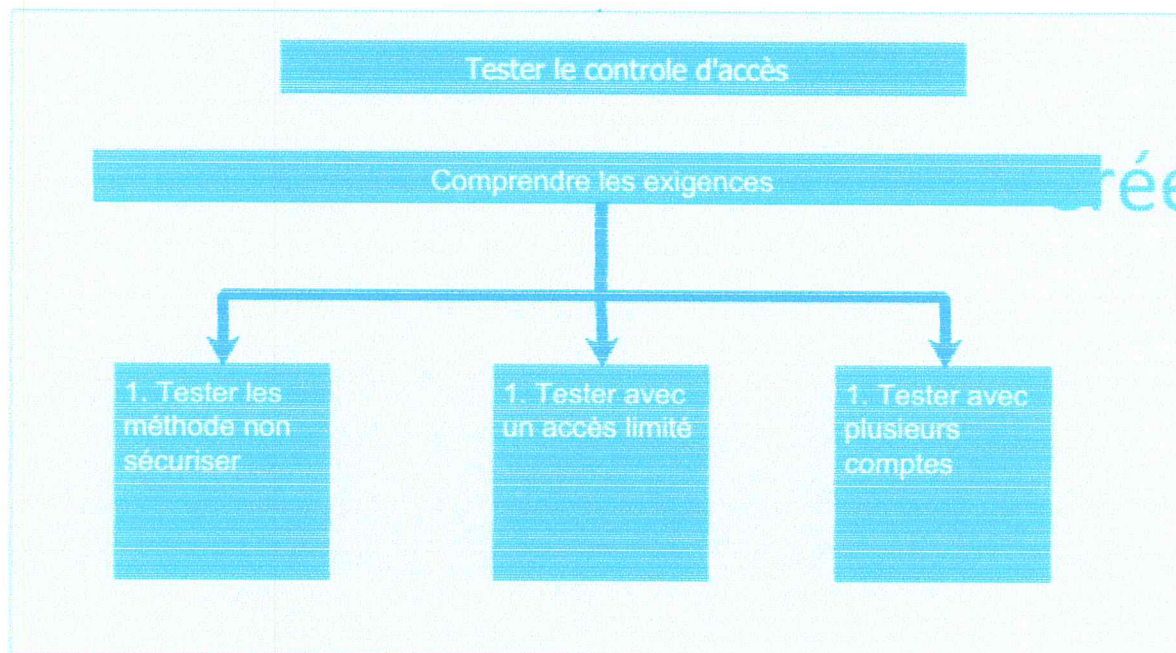 Tester le controle d'accès
Comprendre les exigences
1. Tester les
méthode non
sécuriser
1. Tester avec
un accès limité
1. Tester avec
plusieurs
comptes